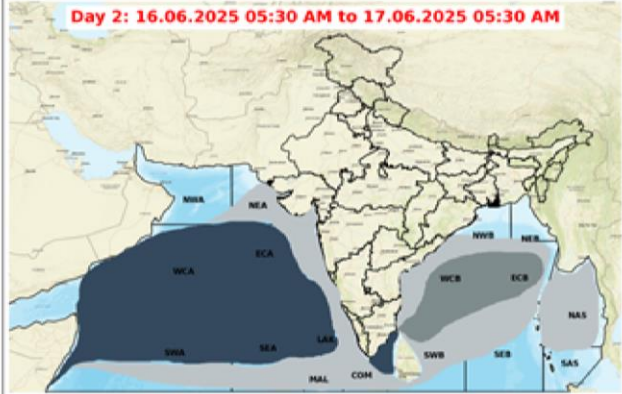 Day 2: 16.06.2025 05:30 AM to 17.06.2025 05:30 AM
NWA
NEA
NWB
NEB
ECA
WCA
WCB
ECB
NAS
LAK
SWA
SEA
SWB
SEB
SAS
MAL
COM